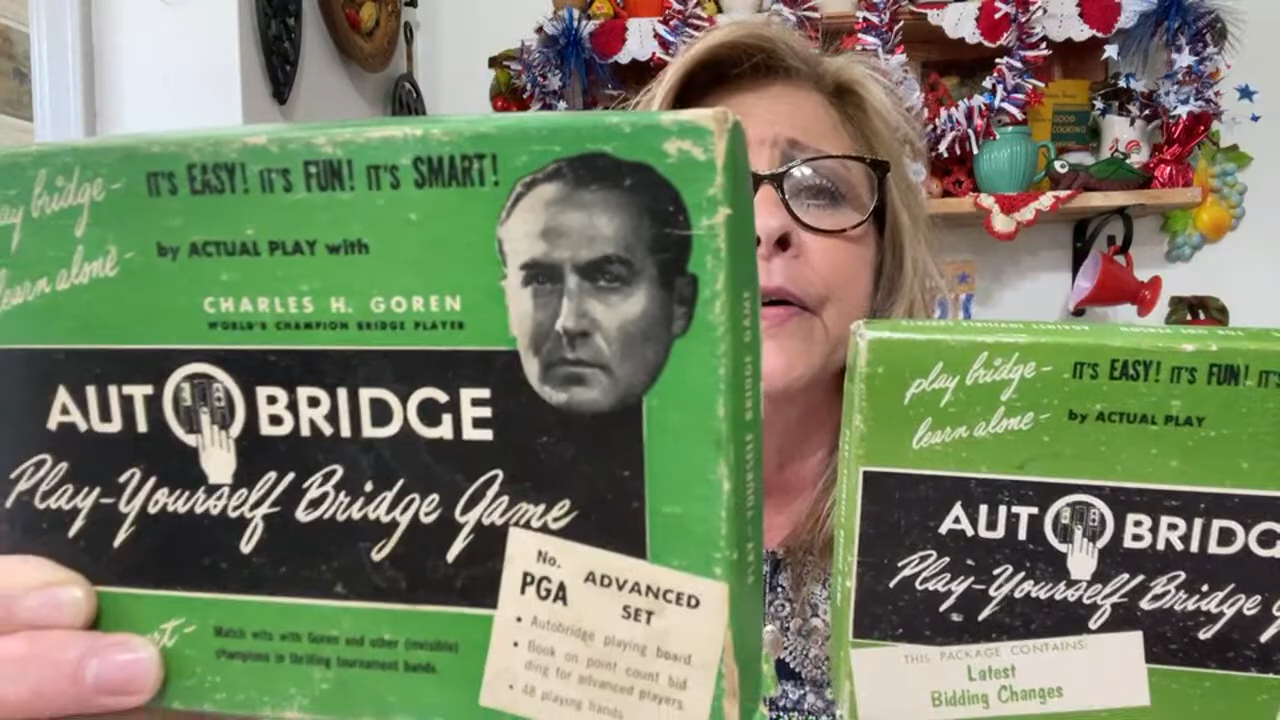 play bridge-
learn alone-
IT'S EASY! IT'S FUN! IT'S SMART!
by ACTUAL PLAY with
CHARLES H. GOREN
WORLD'S CHAMPION BRIDGE PLAYER
AUTOBRIDGE
Play-Yourself Bridge Game
No.
PGA
ADVANCED
SET
• Autobridge playing board.
• Book on point count bid
ding for advanced players
• 48 playing hands
Match wits with Goren and other (invisible)
champions in thrilling tournament hands.
PLAY-YOURSELF BRIDGE GAME
play bridge-
learn alone-
IT'S EASY! IT'S FUN! IT'S
by ACTUAL PLAY
AUTOBRIDG
Play-Yourself Bridge G
THIS PACKAGE CONTAINS:
Latest
Bidding Changes
GOOD
COOKING